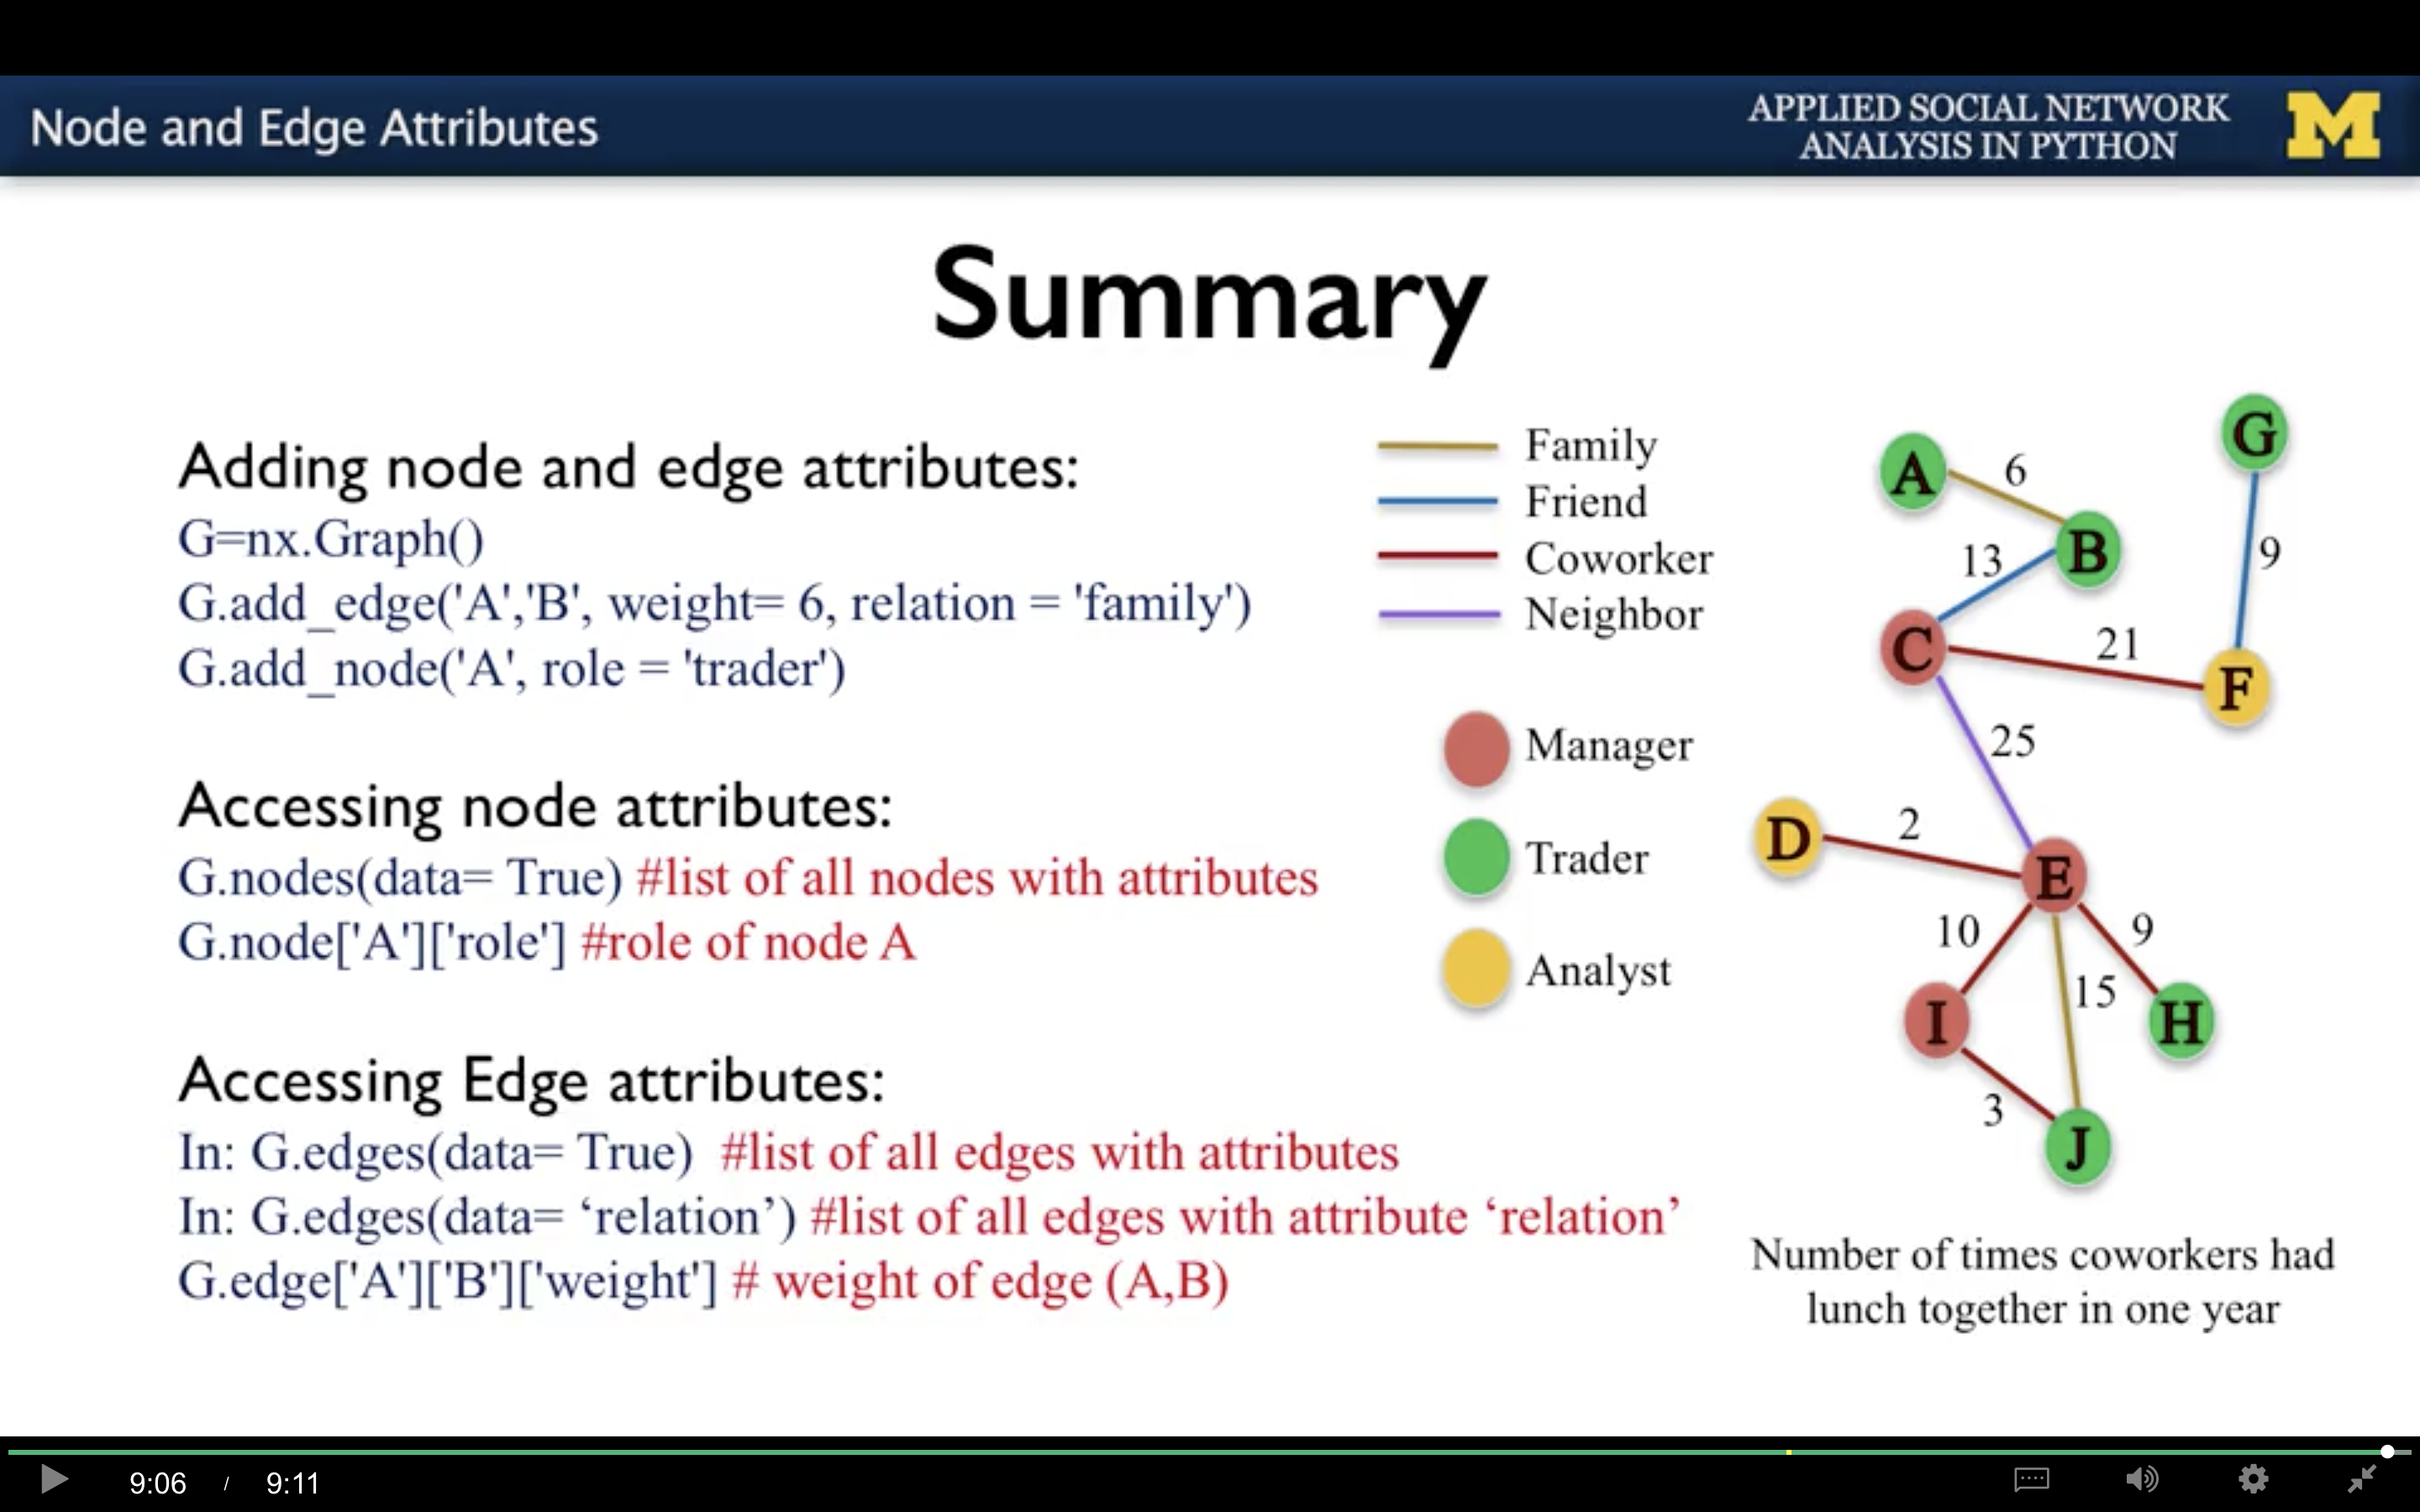 Node and Edge Attributes
APPLIED SOCIAL NETWORK
ANALYSIS IN PYTHON
M
Summary
Adding node and edge attributes:
G=nx.Graph()
G.add_edge('A','B', weight= 6, relation = 'family')
G.add_node('A', role = 'trader')
Accessing node attributes:
G.nodes(data= True) #list of all nodes with attributes
G.node['A']['role'] #role of node A
Accessing Edge attributes:
In: G.edges(data= True)  #list of all edges with attributes
In: G.edges(data= ‘relation’) #list of all edges with attribute ‘relation’
G.edge['A']['B']['weight'] # weight of edge (A,B)
Family
Friend
Coworker
Neighbor
Manager
Trader
Analyst
G
A
6
B
13
9
C
21
F
25
D
2
E
10
9
15
I
H
3
J
Number of times coworkers had
lunch together in one year
9:06 / 9:11